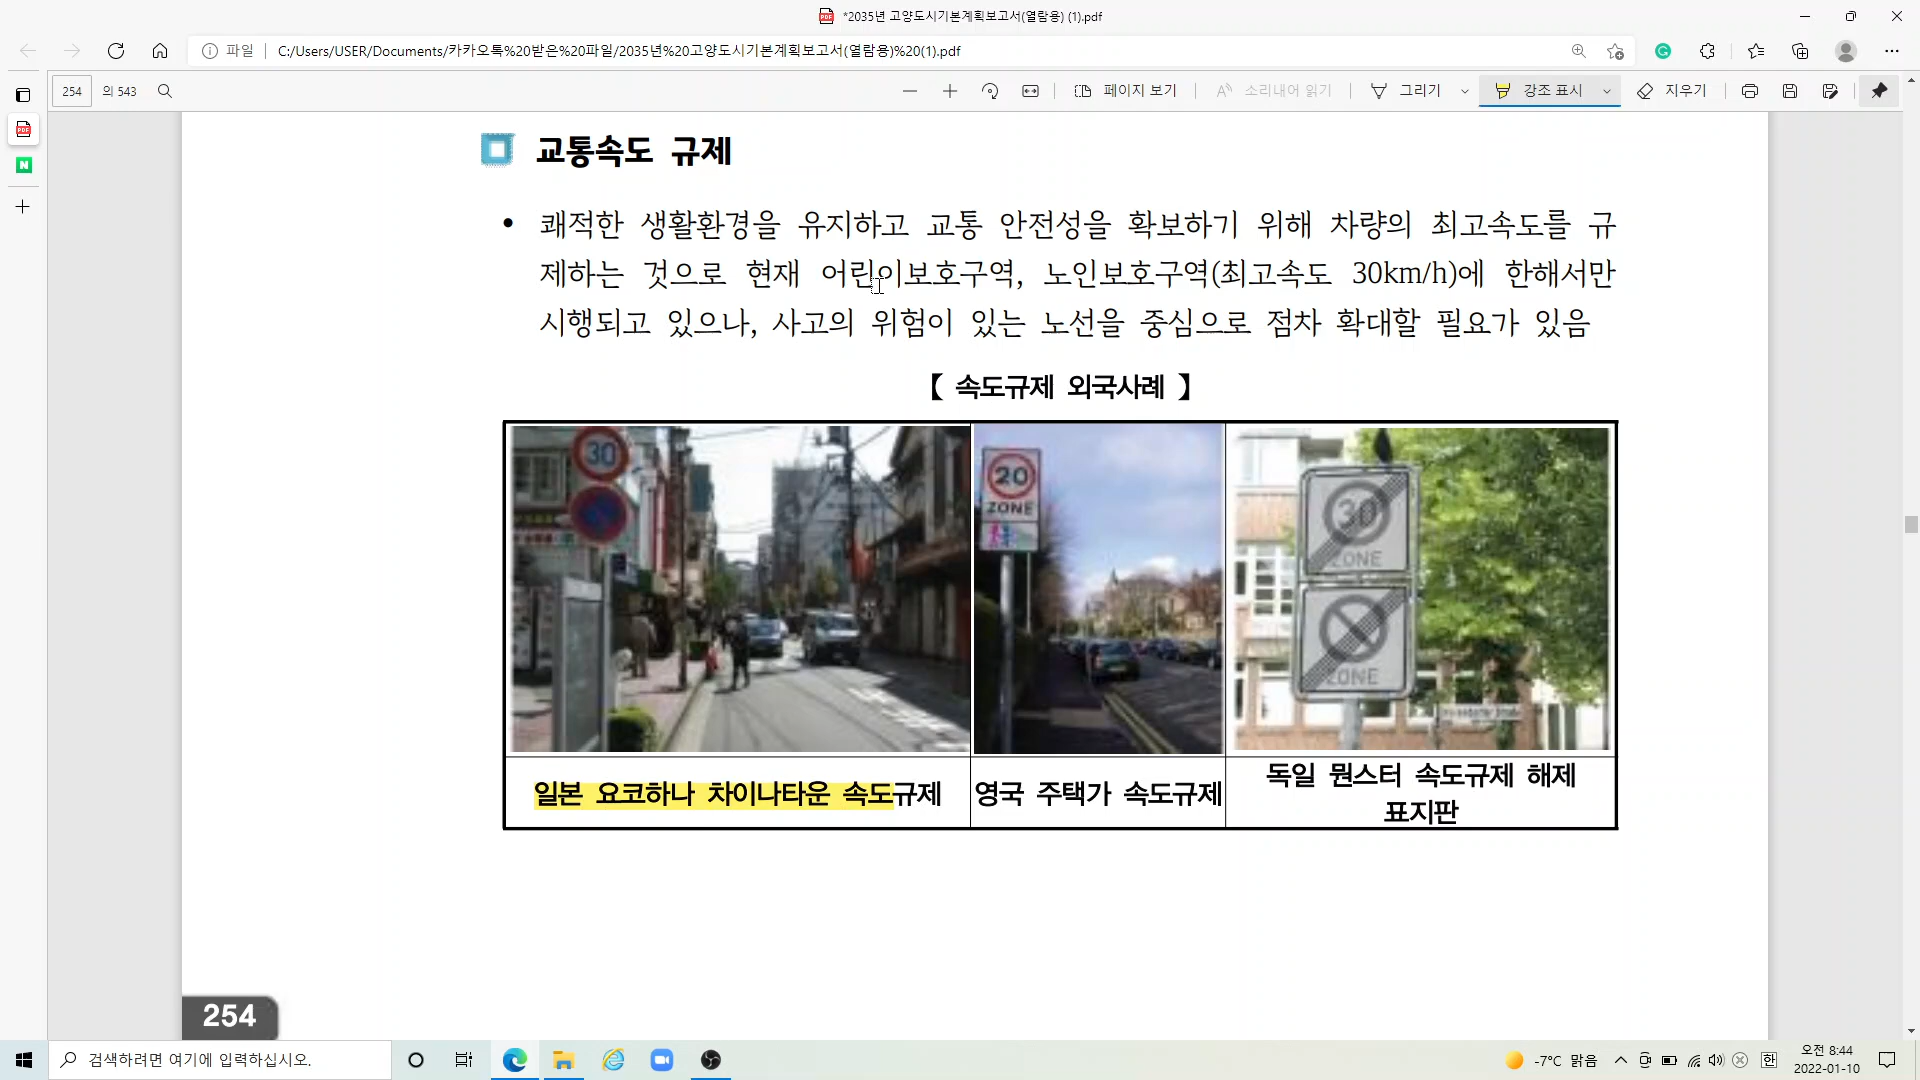 *2035년 고양도시기본계획보고서(열람용) (1).pdf
파일 C:/Users/USER/Documents/카카오톡%20받은%20파일/2035년%20고양도시기본계획보고서(열람용)%20(1).pdf
254 의 543 페이지 보기 소리내어 읽기 그리기 강조 표시 지우기
교통속도 규제
• 쾌적한 생활환경을 유지하고 교통 안전성을 확보하기 위해 차량의 최고속도를 규
제하는 것으로 현재 어린이보호구역, 노인보호구역(최고속도 30km/h)에 한해서만
시행되고 있으나, 사고의 위험이 있는 노선을 중심으로 점차 확대할 필요가 있음
【 속도규제 외국사례 】
30
20
ZONE
30
ZONE
ZONE
일본 요코하나 차이나타운 속도규제
영국 주택가 속도규제
독일 뮌스터 속도규제 해제
표지판
254
검색하려면 여기에 입력하십시오.
-7°C 맑음
한
오전 8:44
2022-01-10